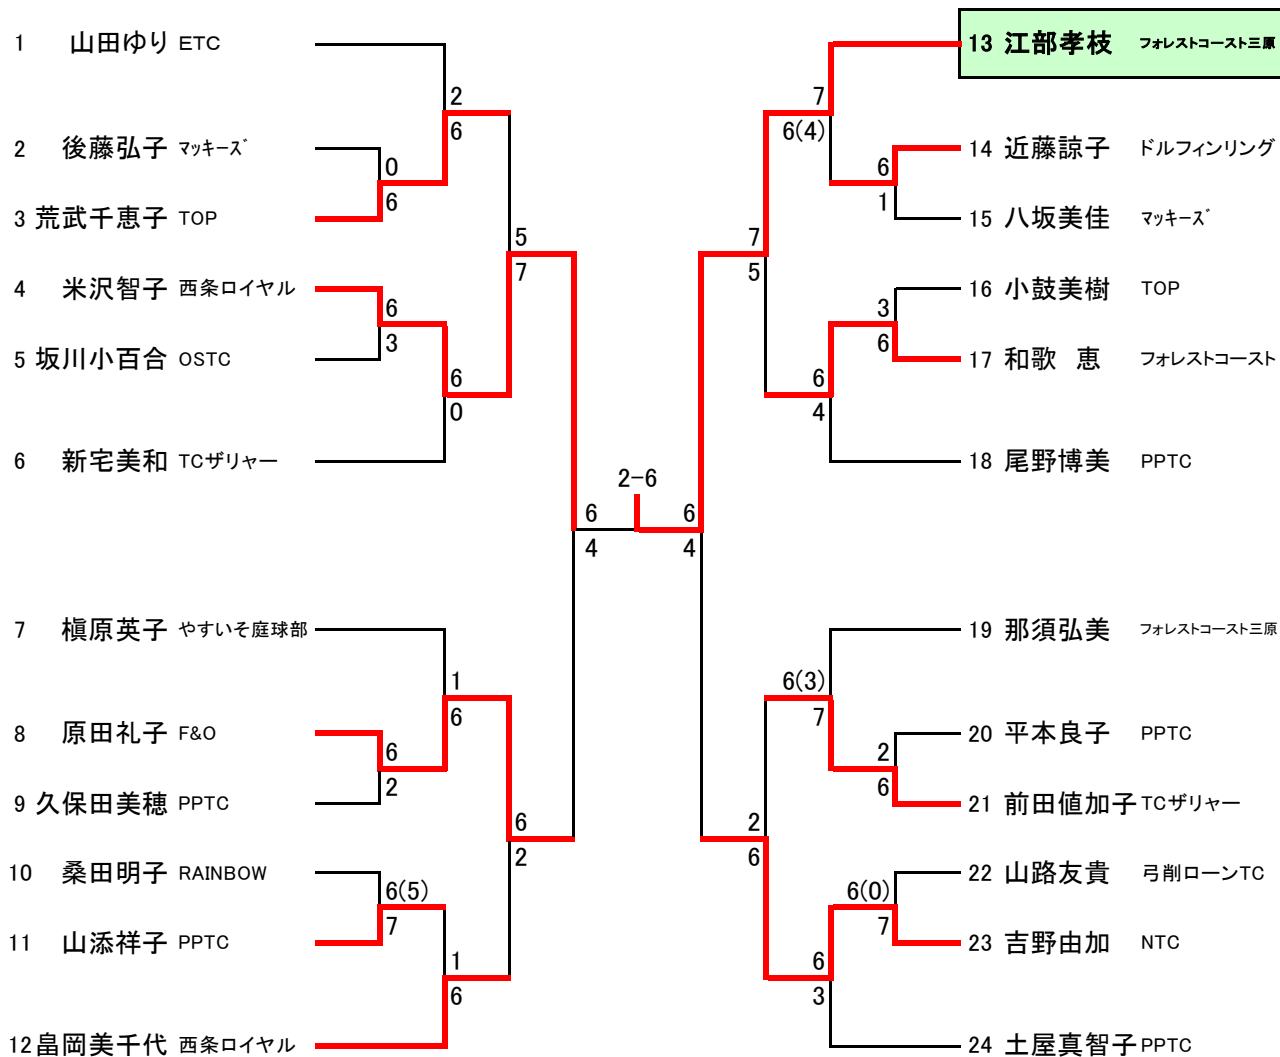 1 山田ゆり ETC
2
6
2 後藤弘子 マッキーズ
0
6
3 荒武千恵子 TOP
5
7
4 米沢智子 西条ロイヤル
6
3
5 坂川小百合 OSTC
6
0
6 新宅美和 TCザリャー
6
4
7 槇原英子 やすいそ庭球部
1
6
8 原田礼子 F&O
6
2
9 久保田美穂 PPTC
6
2
10 桑田明子 RAINBOW
6(5)
7
11 山添祥子 PPTC
1
6
12 畠岡美千代 西条ロイヤル
2-6
13 江部孝枝 フォレストコースト三原
7
6(4)
14 近藤諒子 ドルフィンリング
6
1
15 八坂美佳 マッキーズ
7
5
16 小鼓美樹 TOP
3
6
17 和歌 恵 フォレストコースト
6
4
18 尾野博美 PPTC
6
4
19 那須弘美 フォレストコースト三原
6(3)
7
20 平本良子 PPTC
2
6
21 前田値加子 TCザリャー
2
6
22 山路友貴 弓削ローンTC
6(0)
7
23 吉野由加 NTC
6
3
24 土屋真智子 PPTC